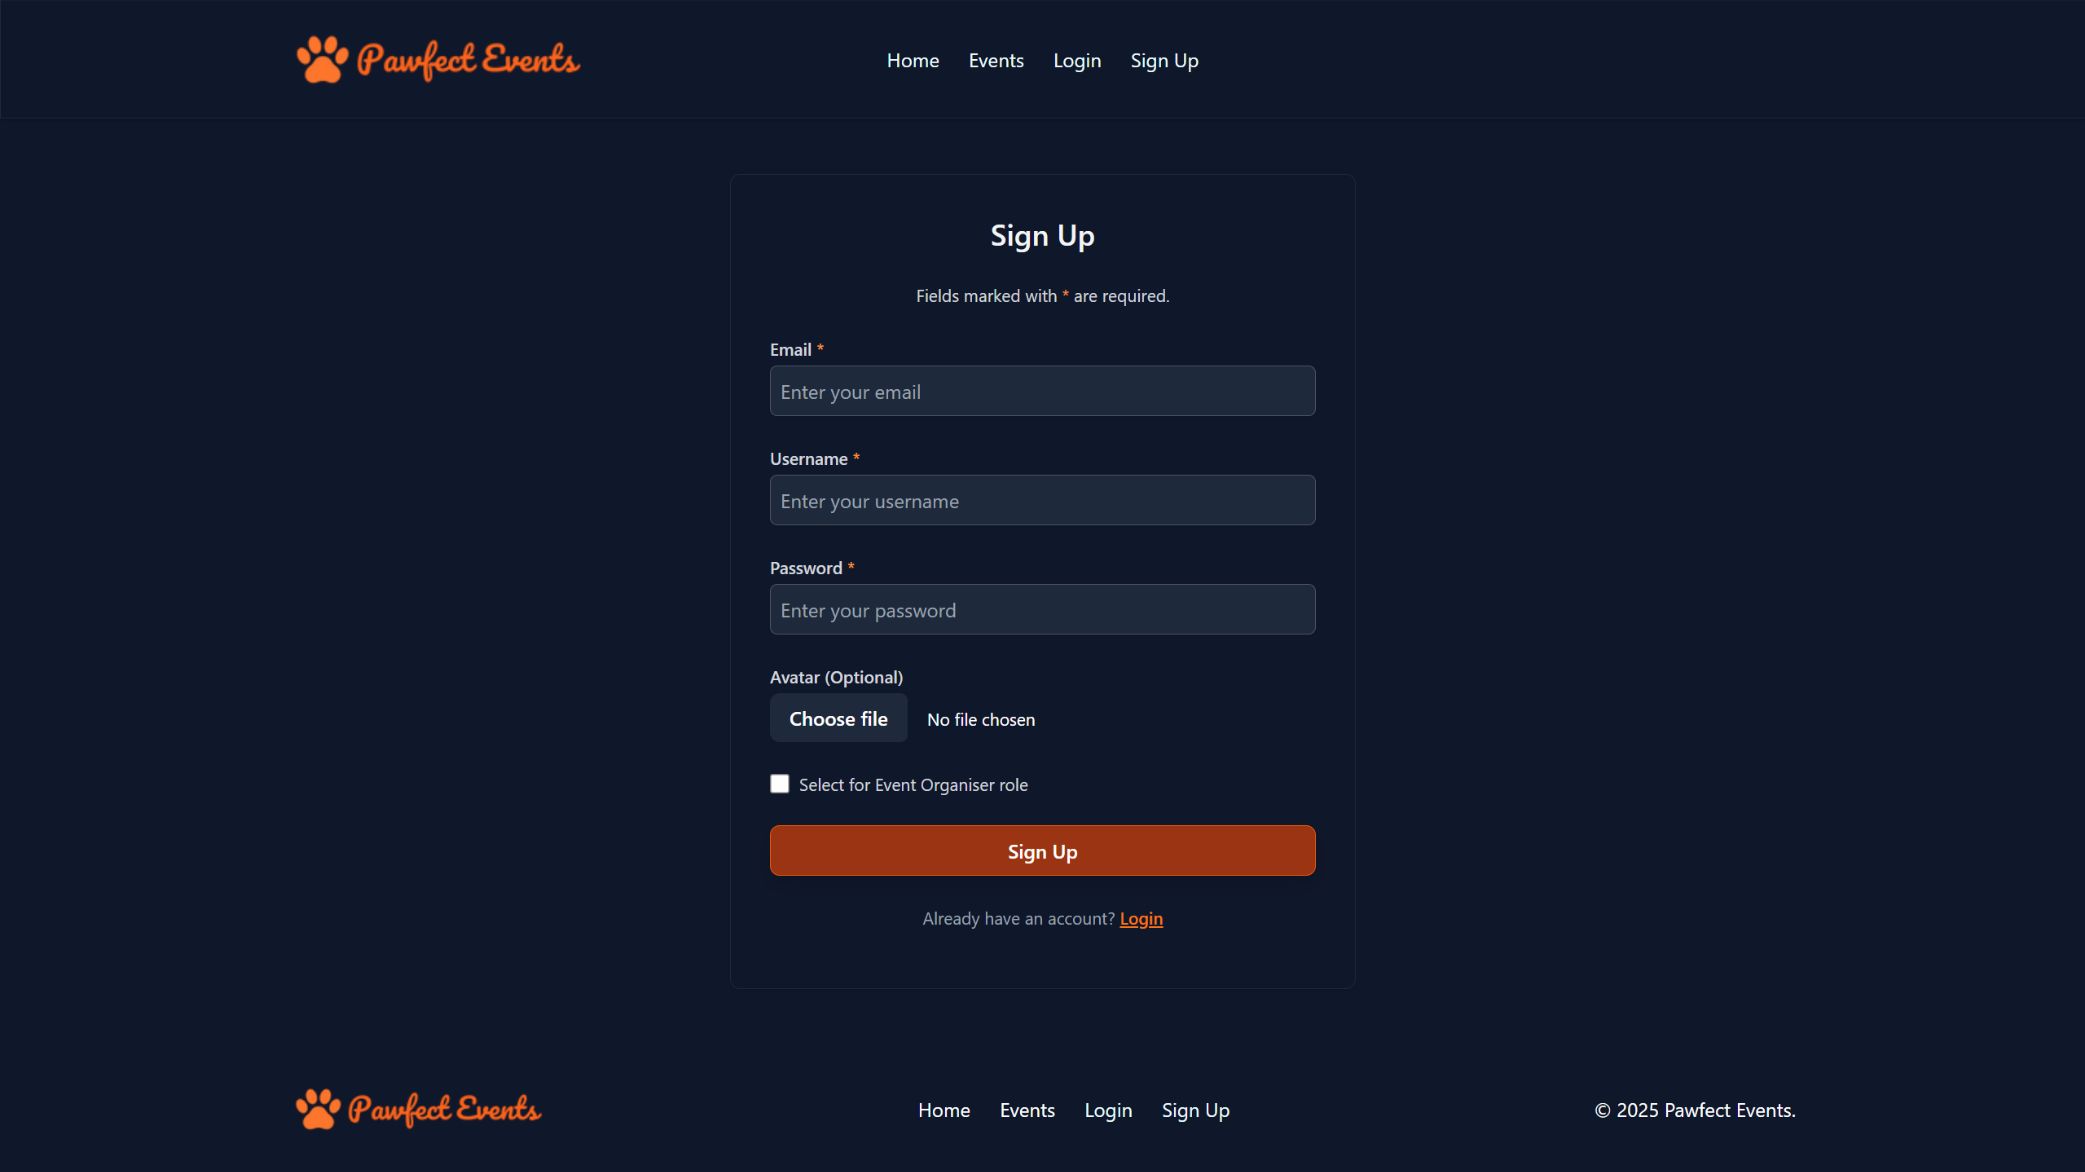 Pawfect Events
Home Events Login Sign Up
Sign Up
Fields marked with * are required.
Email *
Enter your email
Username *
Enter your username
Password *
Enter your password
Avatar (Optional)
Choose file No file chosen
Select for Event Organiser role
Sign Up
Already have an account? Login
Pawfect Events
Home Events Login Sign Up
© 2025 Pawfect Events.